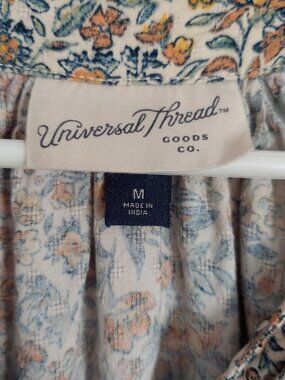 Universal Thread™
GOODS
CO.
M
MADE IN
INDIA